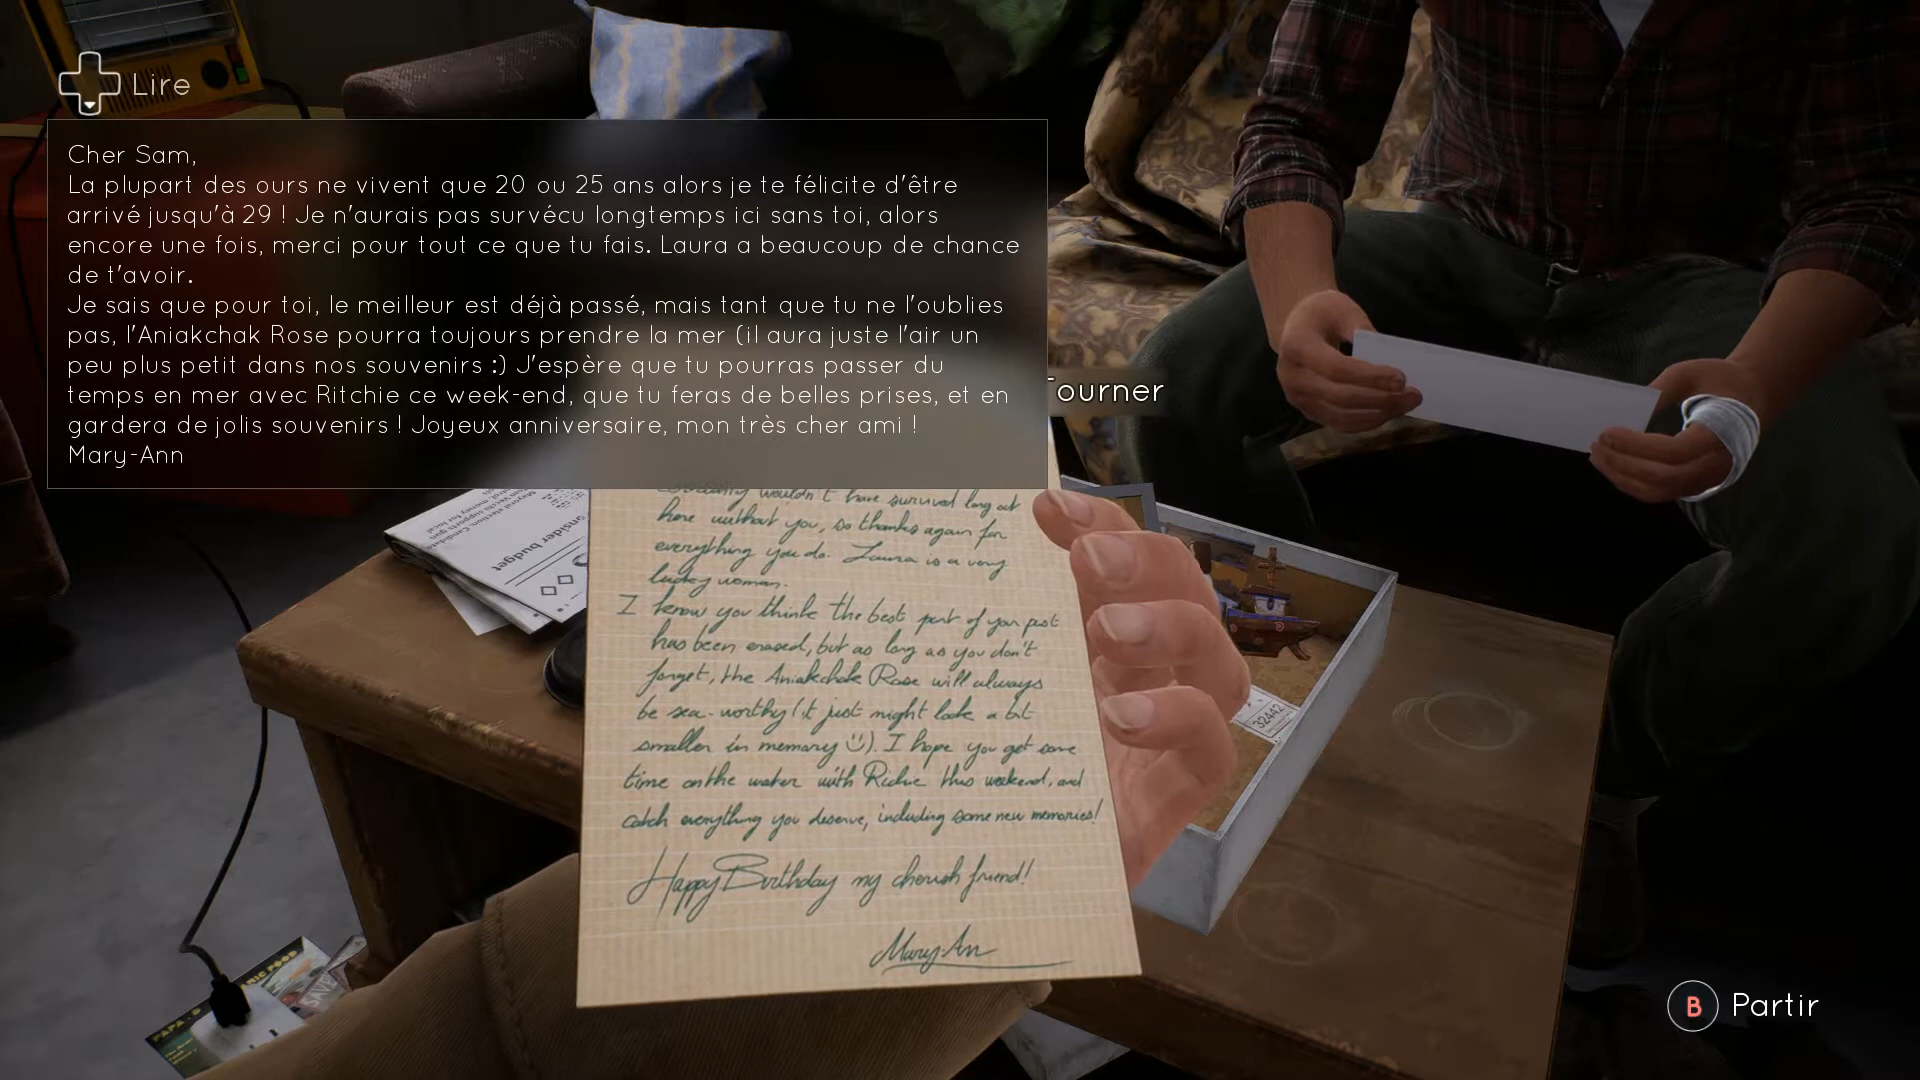 Lire
Cher Sam,
La plupart des ours ne vivent que 20 ou 25 ans alors je te félicite d'être
arrivé jusqu'à 29 ! Je n'aurais pas survécu longtemps ici sans toi, alors
encore une fois, merci pour tout ce que tu fais. Laura a beaucoup de chance
de t'avoir.
Je sais que pour toi, le meilleur est déjà passé, mais tant que tu ne l'oublies
pas, l'Aniakchak Rose pourra toujours prendre la mer (il aura juste l'air un
peu plus petit dans nos souvenirs :) J'espère que tu pourras passer du
temps en mer avec Ritchie ce week-end, que tu feras de belles prises, et en
gardera de jolis souvenirs ! Joyeux anniversaire, mon très cher ami !
Mary-Ann
Tourner
wouldn't have survived long out
here without you, so thanks again for
everything you do. Laura is a very
lucky woman.
I know you think the best part of your past
has been erased, but as long as you don't
forget, the Aniakchak Rose will always
be sea-worthy (it just might look a bit
smaller in memory). I hope you get some
time on the water with Richie this weekend, and
catch everything you deserve, including some new memories!
Happy Birthday my cherish friend!
Mary-Ann
nsider budget
32442
B Partir